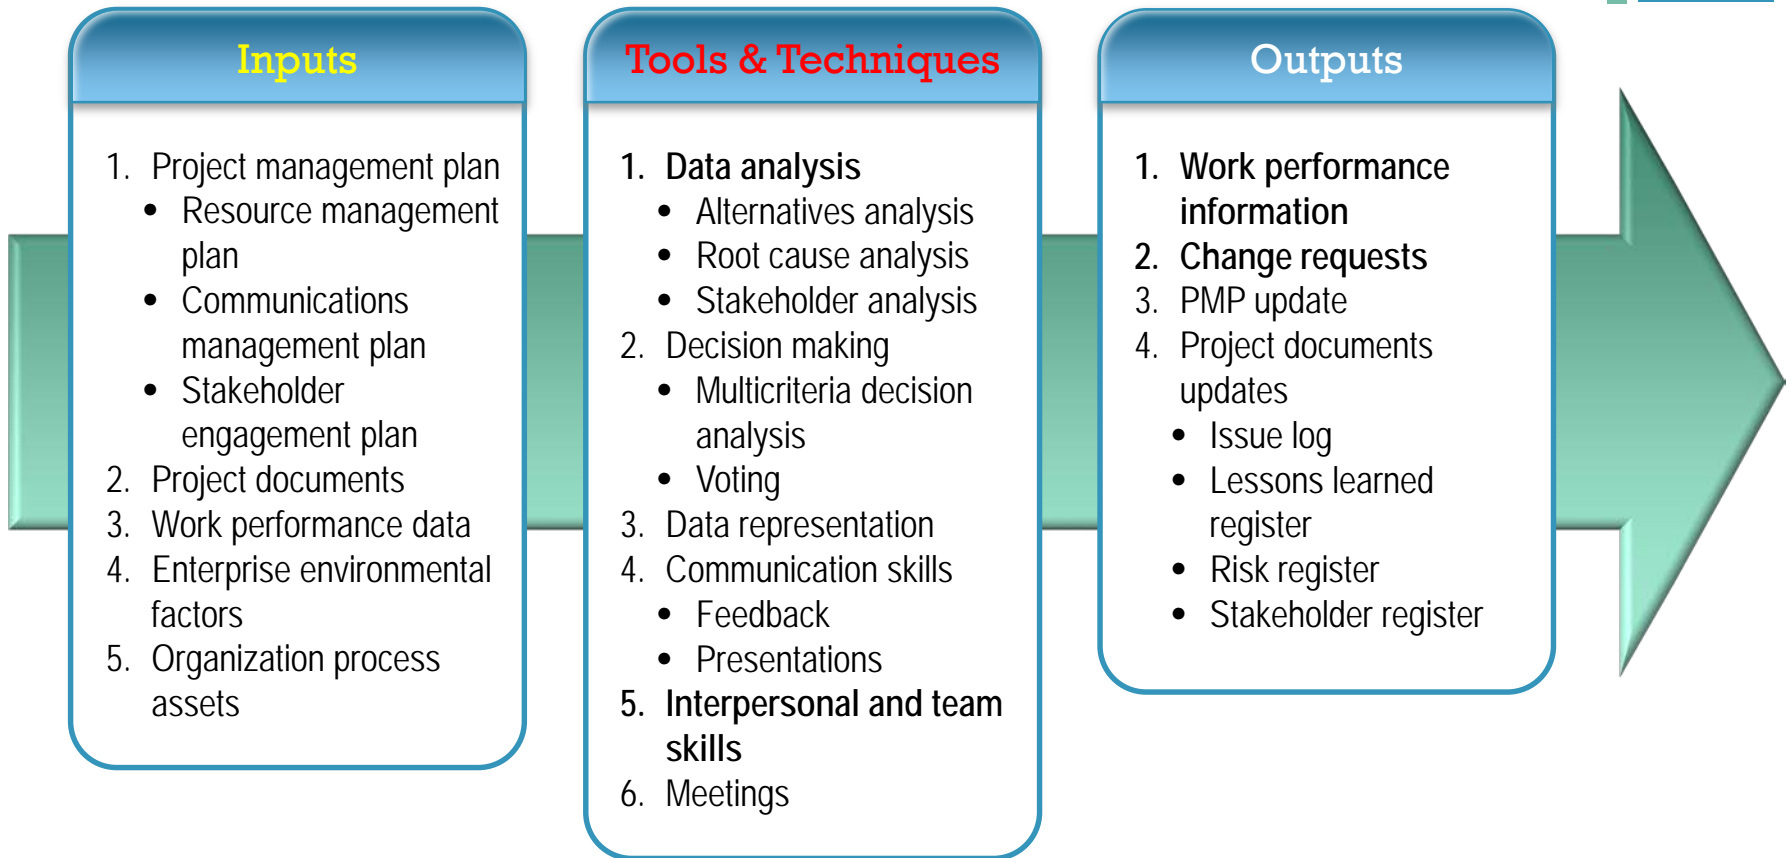 Inputs
1. Project management plan
• Resource management
plan
• Communications
management plan
• Stakeholder
engagement plan
2. Project documents
3. Work performance data
4. Enterprise environmental
factors
5. Organization process
assets
Tools & Techniques
1. Data analysis
• Alternatives analysis
• Root cause analysis
• Stakeholder analysis
2. Decision making
• Multicriteria decision
analysis
• Voting
3. Data representation
4. Communication skills
• Feedback
• Presentations
5. Interpersonal and team
skills
6. Meetings
Outputs
1. Work performance
information
2. Change requests
3. PMP update
4. Project documents
updates
• Issue log
• Lessons learned
register
• Risk register
• Stakeholder register